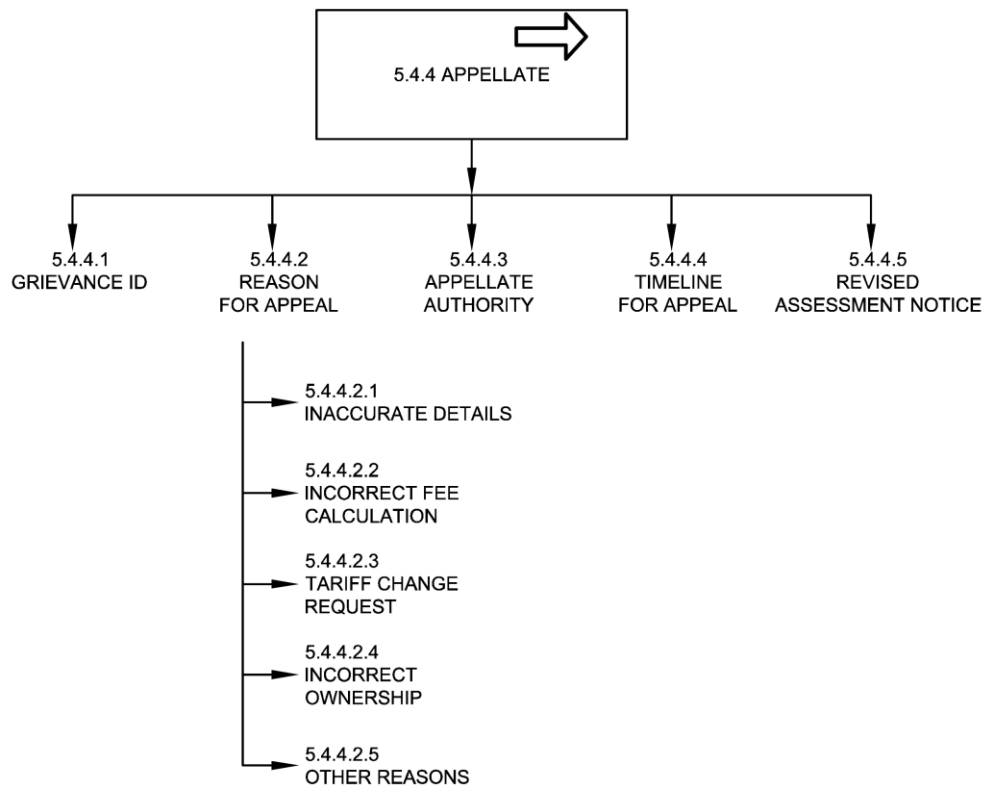 5.4.4 APPELLATE
5.4.4.1
GRIEVANCE ID
5.4.4.2
REASON
FOR APPEAL
5.4.4.3
APPELLATE
AUTHORITY
5.4.4.4
TIMELINE
FOR APPEAL
5.4.4.5
REVISED
ASSESSMENT NOTICE
5.4.4.2.1
INACCURATE DETAILS
5.4.4.2.2
INCORRECT FEE
CALCULATION
5.4.4.2.3
TARIFF CHANGE
REQUEST
5.4.4.2.4
INCORRECT
OWNERSHIP
5.4.4.2.5
OTHER REASONS